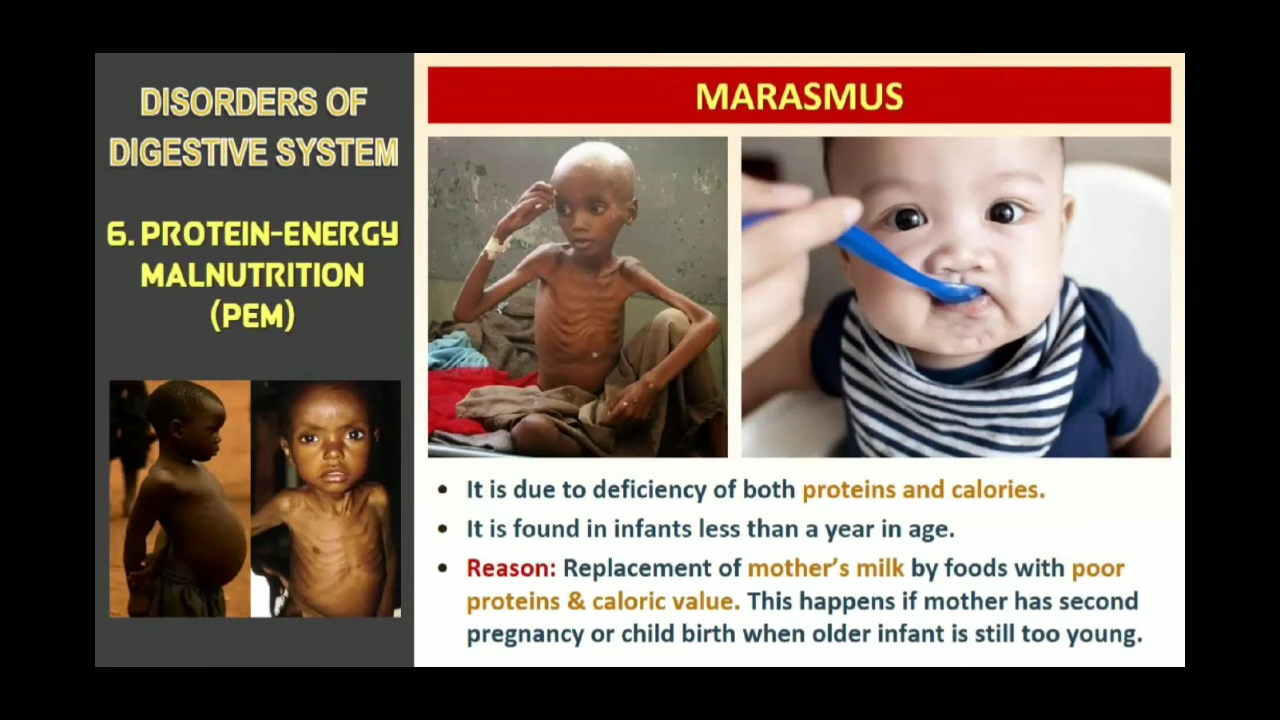 DISORDERS OF
DIGESTIVE SYSTEM
6. PROTEIN-ENERGY
MALNUTRITION
(PEM)
MARASMUS
• It is due to deficiency of both proteins and calories.
• It is found in infants less than a year in age.
• Reason: Replacement of mother’s milk by foods with poor
proteins & caloric value. This happens if mother has second
pregnancy or child birth when older infant is still too young.